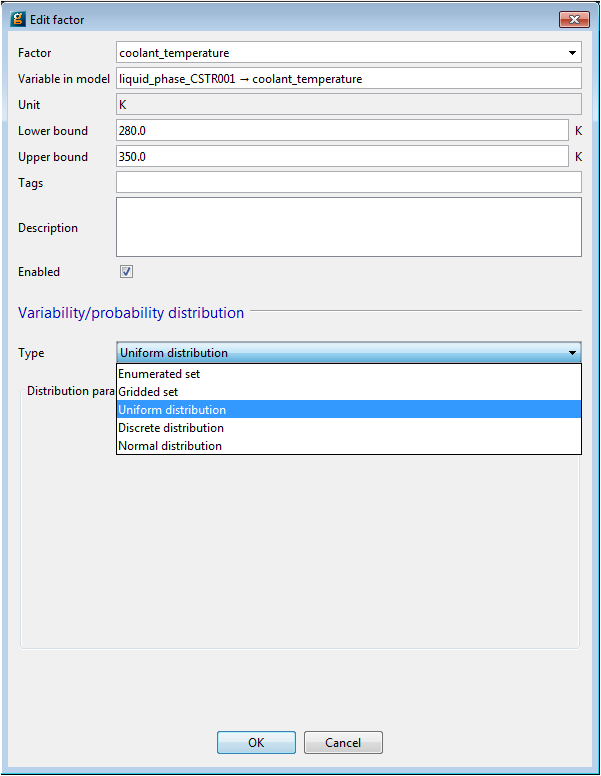 Edit factor
Factor coolant_temperature
Variable in model liquid_phase_CSTR001 → coolant_temperature
Unit K
Lower bound 280.0 K
Upper bound 350.0 K
Tags
Description
Enabled
Variability/probability distribution
Type Uniform distribution
Enumerated set
Distribution para Gridded set
Uniform distribution
Discrete distribution
Normal distribution
OK Cancel